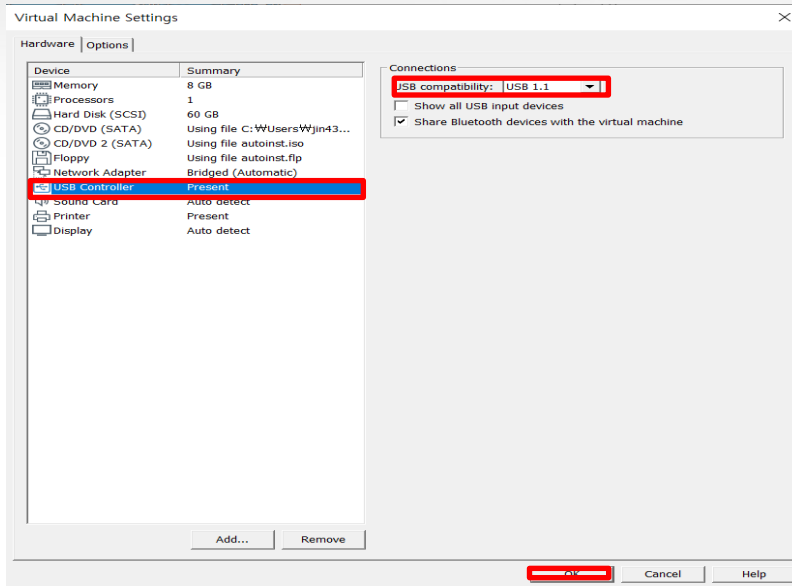 Virtual Machine Settings
Hardware Options
Device Summary
Memory 8 GB
Processors 1
Hard Disk (SCSI) 60 GB
CD/DVD (SATA) Using file C:₩Users₩jin43...
CD/DVD 2 (SATA) Using file autoinst.iso
Floppy Using file autoinst.flp
Network Adapter Bridged (Automatic)
USB Controller Present
Sound Card Auto detect
Printer Present
Display Auto detect
Add... Remove
Connections
USB compatibility: USB 1.1
Show all USB input devices
Share Bluetooth devices with the virtual machine
OK Cancel Help